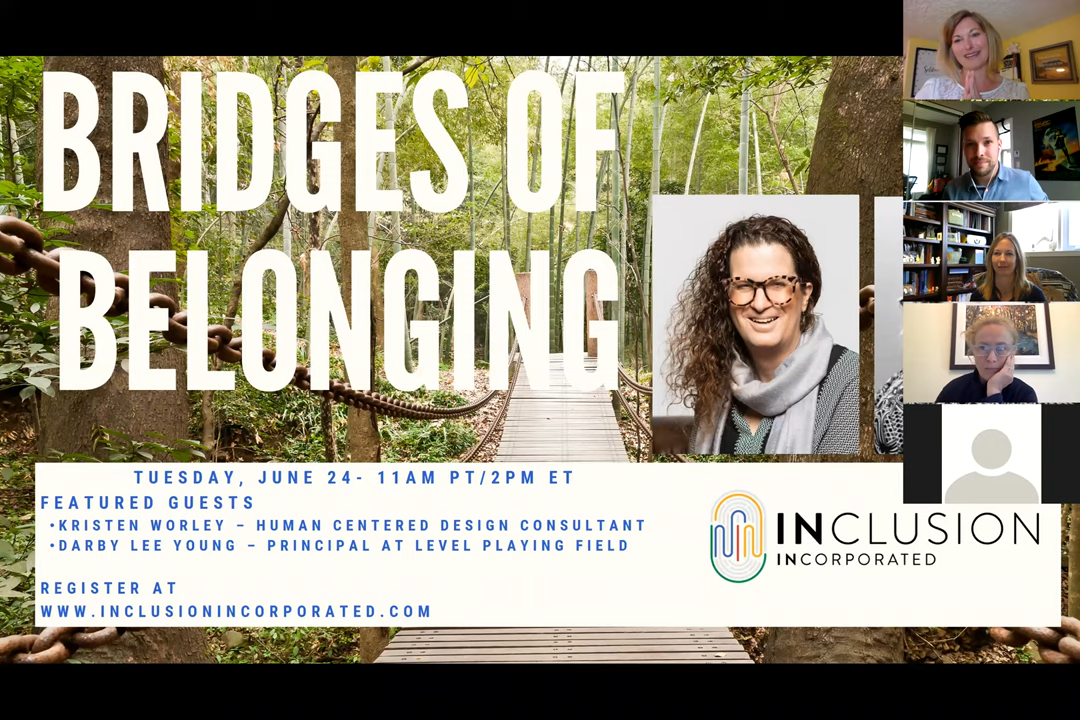 BRIDGES OF
BELONGING
TUESDAY, JUNE 24- 11AM PT/2PM ET
FEATURED GUESTS
•KRISTEN WORLEY – HUMAN CENTERED DESIGN CONSULTANT
•DARBY LEE YOUNG – PRINCIPAL AT LEVEL PLAYING FIELD
REGISTER AT
WWW.INCLUSIONINCORPORATED.COM
INCLUSION
INCORPORATED